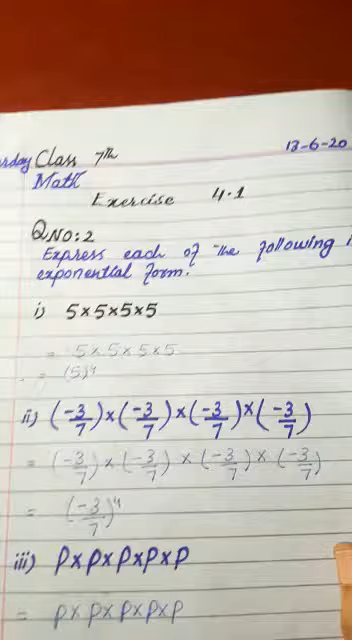 Class 7th
13-6-20
Math
Exercise 4.1
Q NO:2
Express each of the following
exponential form.
i) 5×5×5×5
= 5×5×5×5
= (5)4
ii) (-3/7)×(-3/7)×(-3/7)×(-3/7)
= (-3/7)×(-3/7)×(-3/7)×(-3/7)
= (-3/7)4
iii) P×P×P×P×P
= P×P×P×P×P